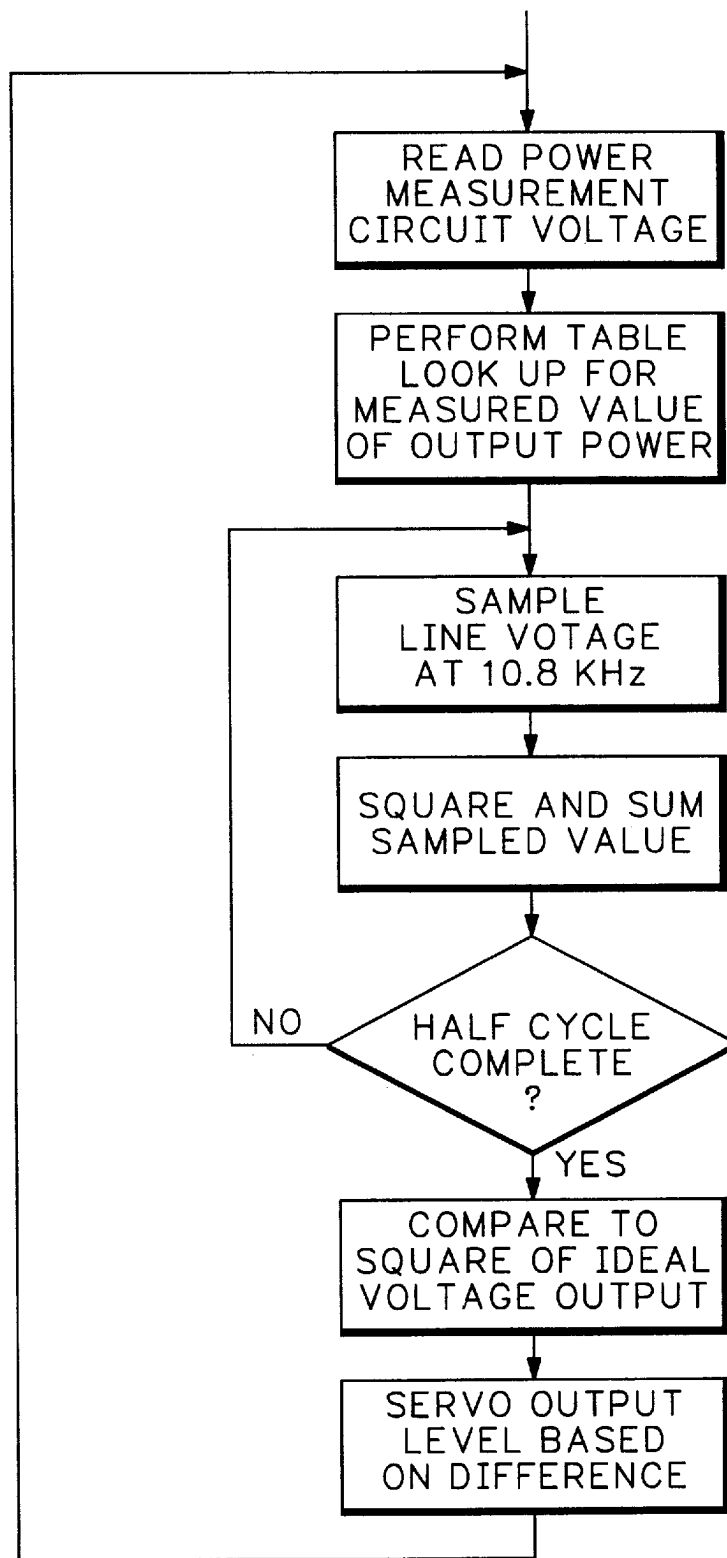 READ POWER
MEASUREMENT
CIRCUIT VOLTAGE
PERFORM TABLE
LOOK UP FOR
MEASURED VALUE
OF OUTPUT POWER
SAMPLE
LINE VOTAGE
AT 10.8 KHz
SQUARE AND SUM
SAMPLED VALUE
NO
HALF CYCLE
COMPLETE
?
YES
COMPARE TO
SQUARE OF IDEAL
VOLTAGE OUTPUT
SERVO OUTPUT
LEVEL BASED
ON DIFFERENCE